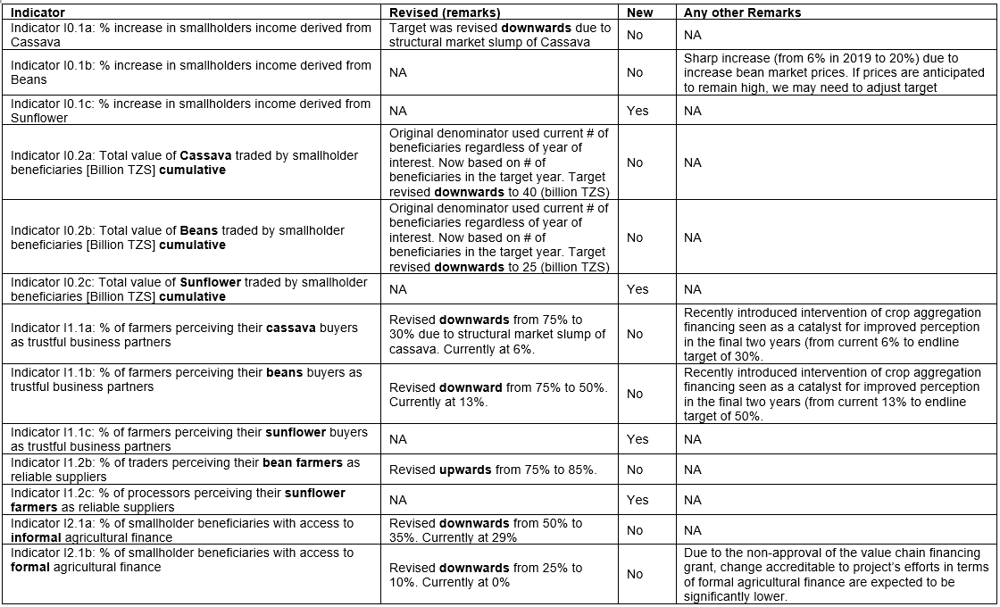 Indicator
Revised (remarks)
New
Any other Remarks
Indicator I0.1a: % increase in smallholders income derived from
Cassava
Target was revised downwards due to
structural market slump of Cassava
No
NA
Indicator I0.1b: % increase in smallholders income derived from
Beans
NA
No
Sharp increase (from 6% in 2019 to 20%) due to
increase bean market prices. If prices are anticipated
to remain high, we may need to adjust target
Indicator I0.1c: % increase in smallholders income derived from
Sunflower
NA
Yes
NA
Indicator I0.2a: Total value of Cassava traded by smallholder
beneficiaries [Billion TZS] cumulative
Original denominator used current # of
beneficiaries regardless of year of
interest. Now based on # of
beneficiaries in the target year. Target
revised downwards to 40 (billion TZS)
No
NA
Indicator I0.2b: Total value of Beans traded by smallholder
beneficiaries [Billion TZS] cumulative
Original denominator used current # of
beneficiaries regardless of year of
interest. Now based on # of
beneficiaries in the target year. Target
revised downwards to 25 (billion TZS)
No
NA
Indicator I0.2c: Total value of Sunflower traded by smallholder
beneficiaries [Billion TZS] cumulative
NA
Yes
NA
Indicator I1.1a: % of farmers perceiving their cassava buyers
as trustful business partners
Revised downwards from 75% to
30% due to structural market slump of
cassava. Currently at 6%.
No
Recently introduced intervention of crop aggregation
financing seen as a catalyst for improved perception
in the final two years (from current 6% to endline
target of 30%.
Indicator I1.1b: % of farmers perceiving their beans buyers as
trustful business partners
Revised downward from 75% to 50%.
Currently at 13%.
No
Recently introduced intervention of crop aggregation
financing seen as a catalyst for improved perception
in the final two years (from current 13% to endline
target of 50%.
Indicator I1.1c: % of farmers perceiving their sunflower buyers
as trustful business partners
NA
Yes
NA
Indicator I1.2b: % of traders perceiving their bean farmers as
reliable suppliers
Revised upwards from 75% to 85%.
No
NA
Indicator I1.2c: % of processors perceiving their sunflower
farmers as reliable suppliers
NA
Yes
NA
Indicator I2.1a: % of smallholder beneficiaries with access to
informal agricultural finance
Revised downwards from 50% to
35%. Currently at 29%
No
NA
Indicator I2.1b: % of smallholder beneficiaries with access to
formal agricultural finance
Revised downwards from 25% to
10%. Currently at 0%
No
Due to the non-approval of the value chain financing
grant, change accreditable to project's efforts in terms
of formal agricultural finance are expected to be
significantly lower.